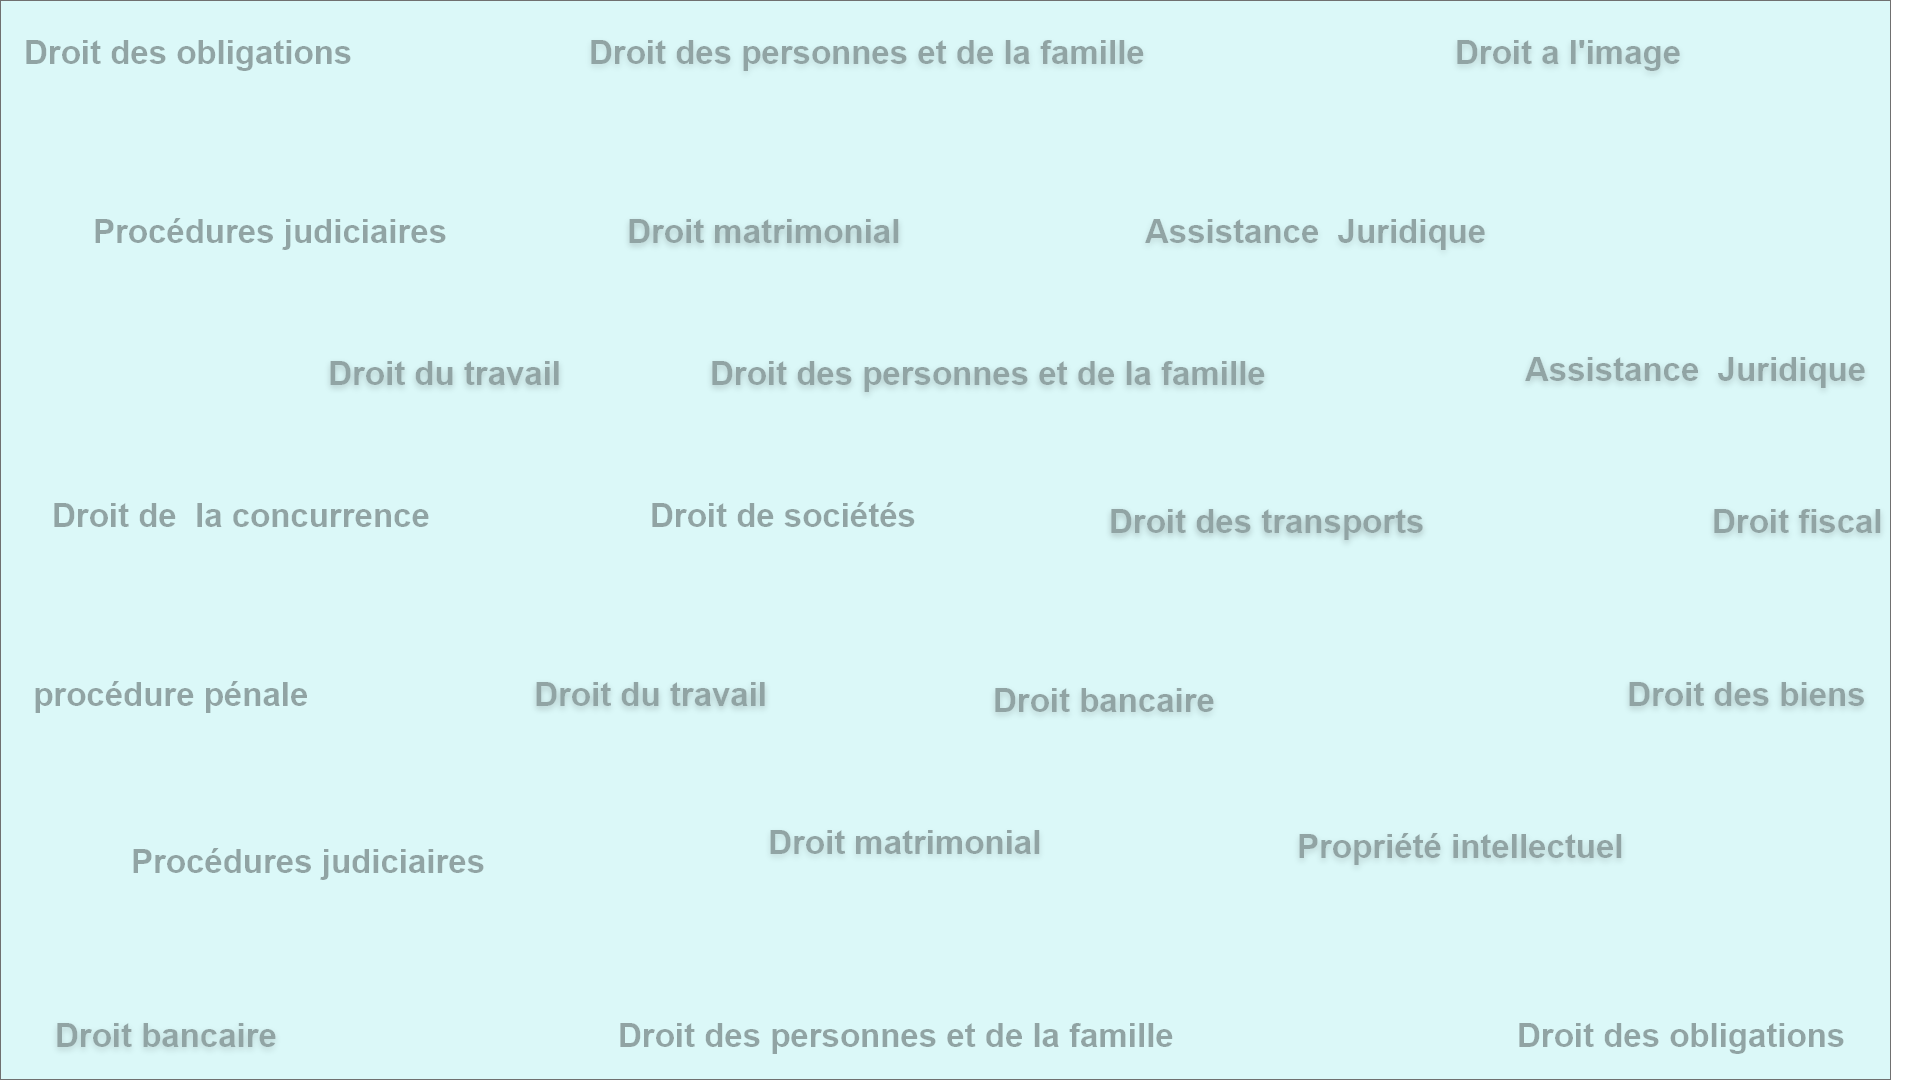 Droit des obligations
Droit des personnes et de la famille
Droit a l'image
Procédures judiciaires
Droit matrimonial
Assistance  Juridique
Droit du travail
Droit des personnes et de la famille
Assistance  Juridique
Droit de  la concurrence
Droit de sociétés
Droit des transports
Droit fiscal
procédure pénale
Droit du travail
Droit bancaire
Droit des biens
Procédures judiciaires
Droit matrimonial
Propriété intellectuel
Droit bancaire
Droit des personnes et de la famille
Droit des obligations